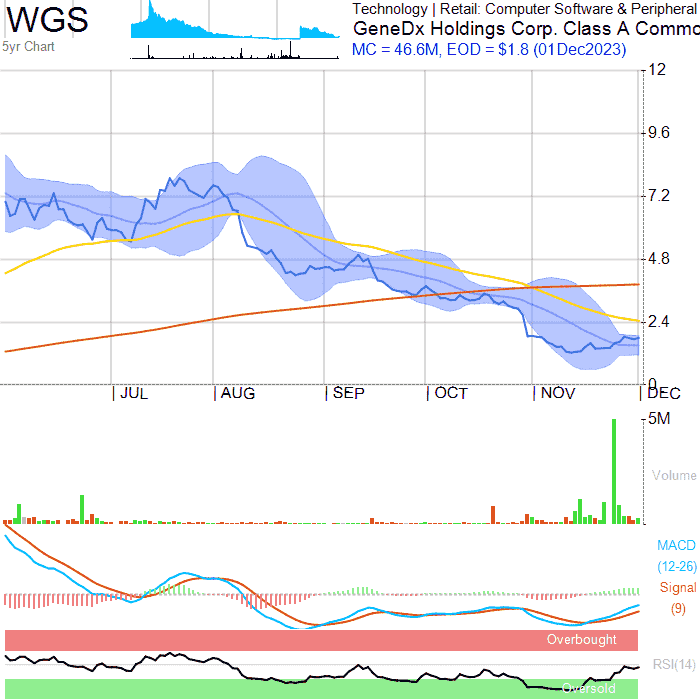 WGS
5yr Chart
Technology | Retail: Computer Software & Peripheral
GeneDx Holdings Corp. Class A Commo
MC = 46.6M, EOD = $1.8 (01Dec2023)
12
9.6
7.2
4.8
2.4
0
JUL AUG SEP OCT NOV DEC
5M
Volume
MACD
(12-26)
Signal
(9)
Overbought
RSI(14)
Oversold